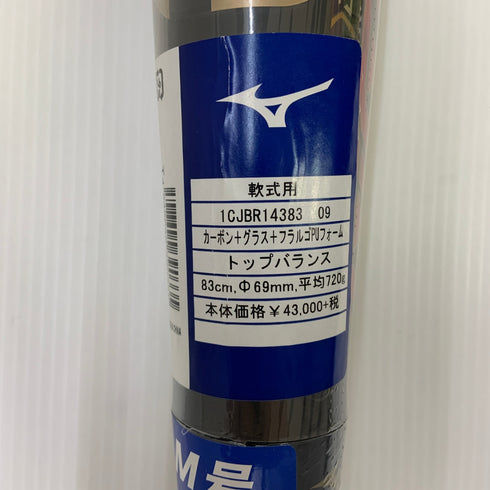 軟式用
1CJBR14383 09
カーボン+グラス+フラルゴPUフォーム
トップバランス
83cm,Φ69mm,平均720g
本体価格¥43,000+税
M号